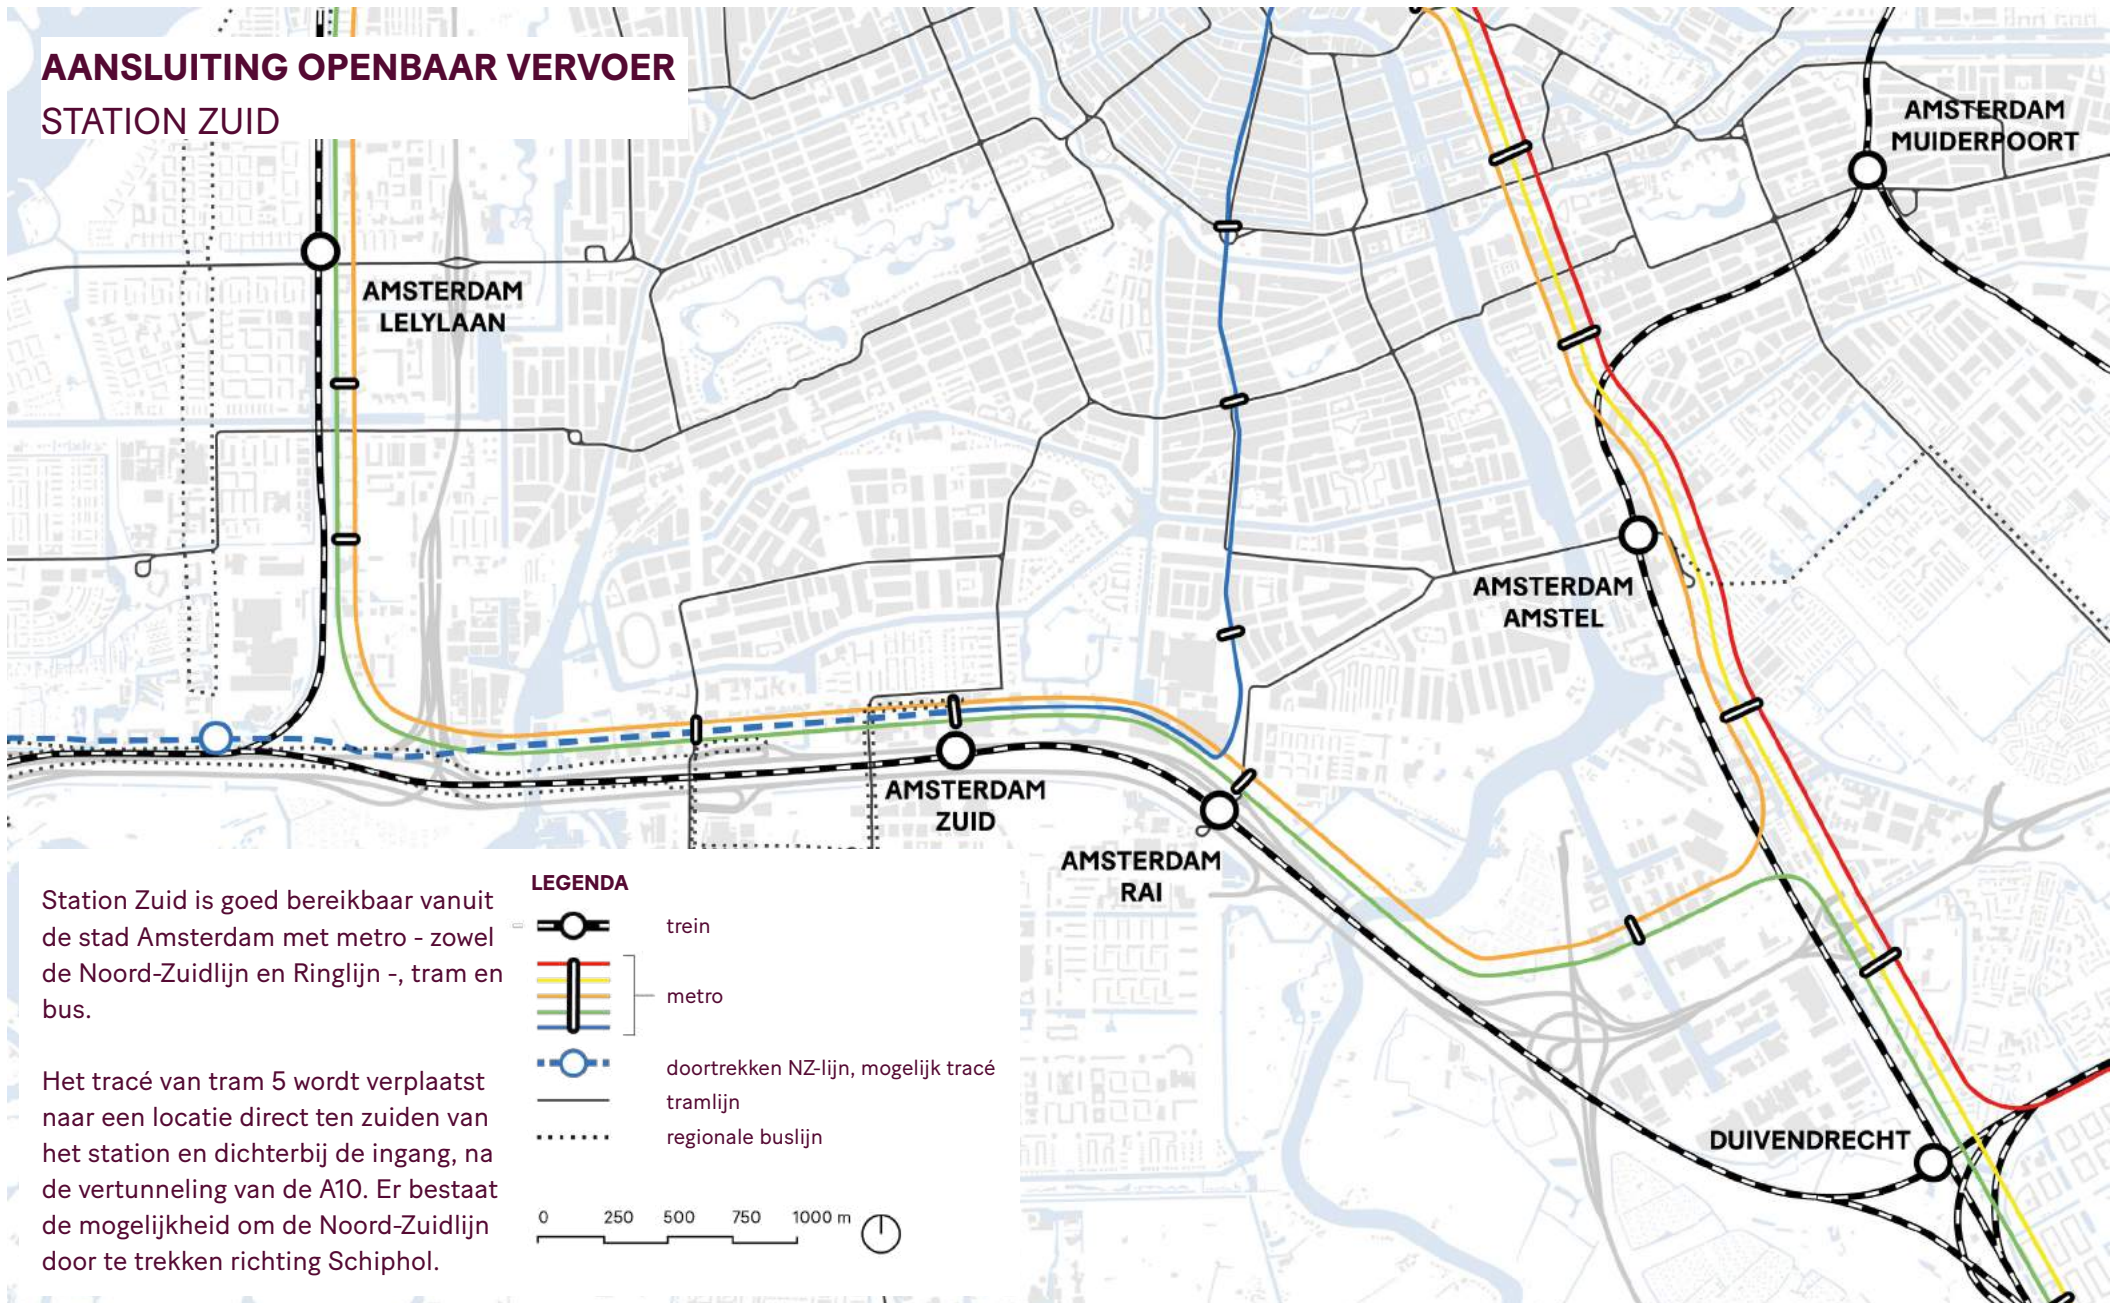 AANSLUITING OPENBAAR VERVOER
STATION ZUID
AMSTERDAM
MUIDERPOORT
AMSTERDAM
LELYLAAN
AMSTERDAM
AMSTEL
AMSTERDAM
ZUID
AMSTERDAM
RAI
DUIVENDRECHT
Station Zuid is goed bereikbaar vanuit
de stad Amsterdam met metro - zowel
de Noord-Zuidlijn en Ringlijn -, tram en
bus.
Het tracé van tram 5 wordt verplaatst
naar een locatie direct ten zuiden van
het station en dichterbij de ingang, na
de vertunneling van de A10. Er bestaat
de mogelijkheid om de Noord-Zuidlijn
door te trekken richting Schiphol.
LEGENDA
trein
metro
doortrekken NZ-lijn, mogelijk tracé
tramlijn
regionale buslijn
0 250 500 750 1000 m